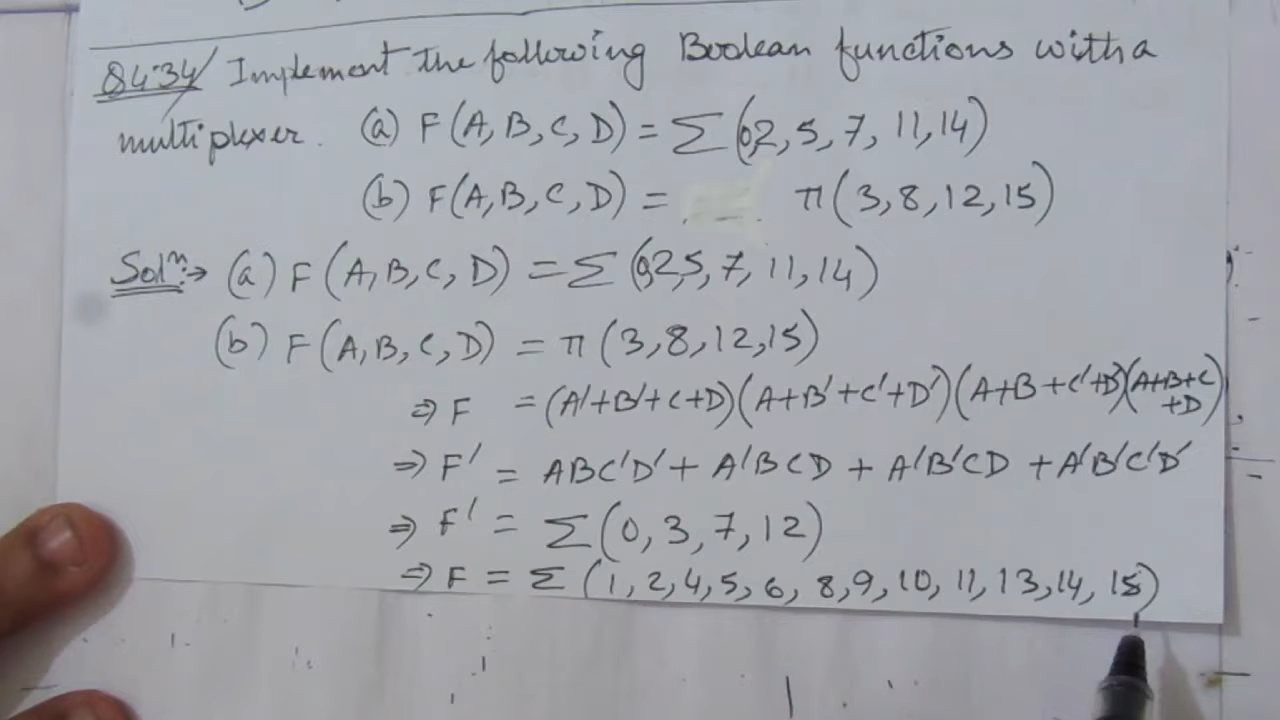 Q4.34/ Implement the following Boolean functions with a
multiplexer. (a) F(A, B, C, D) = Σ(0,2, 5, 7, 11, 14)
(b) F(A, B, C, D) = π(3, 8, 12, 15)
Solⁿ:→ (a) F(A, B, C, D) = Σ(0,2,5, 7, 11, 14)
(b) F(A, B, C, D) = π(3, 8, 12, 15)
⇒ F = (A'+B'+C+D)(A+B'+C'+D')(A+B+C'+D')(A+B+C
+D)
⇒ F' = ABC'D' + A'BCD + A'B'CD + A'B'C'D'
⇒ F' = Σ(0, 3, 7, 12)
⇒ F = Σ (1, 2, 4, 5, 6, 8, 9, 10, 11, 13, 14, 15)